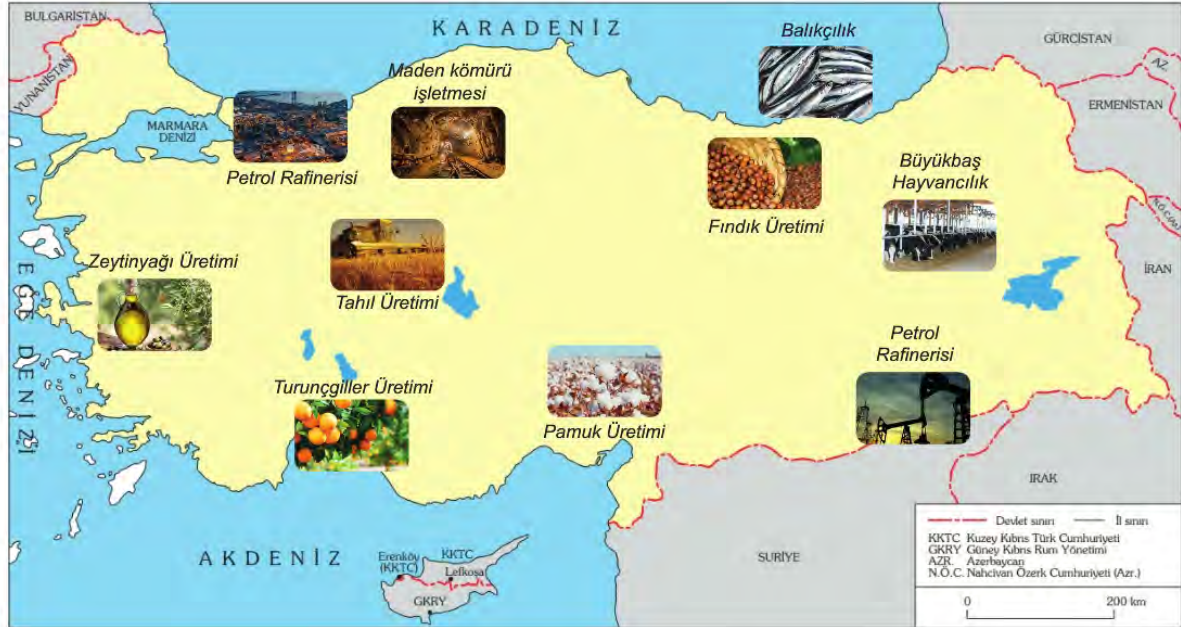 BULGARİSTAN
YUNANİSTAN
KARADENİZ
GÜRCİSTAN
AZ.
ERMENİSTAN
N.Ö.C.(Az.)
İRAN
MARMARA
DENİZİ
Balıkçılık
Maden kömürü
işletmesi
Petrol Rafinerisi
Büyükbaş
Hayvancılık
Fındık Üretimi
Zeytinyağı Üretimi
Tahıl Üretimi
EGE DENİZİ
Turunçgiller Üretimi
Pamuk Üretimi
Petrol
Rafinerisi
IRAK
SURİYE
AKDENİZ
Erenköy
(KKTC)
KKTC
Lefkoşa
GKRY
Devlet sınırı
İl sınırı
KKTC Kuzey Kıbrıs Türk Cumhuriyeti
GKRY Güney Kıbrıs Rum Yönetimi
AZR. Azerbaycan
N.Ö.C. Nahcivan Özerk Cumhuriyeti (Azr.)
0 200 km